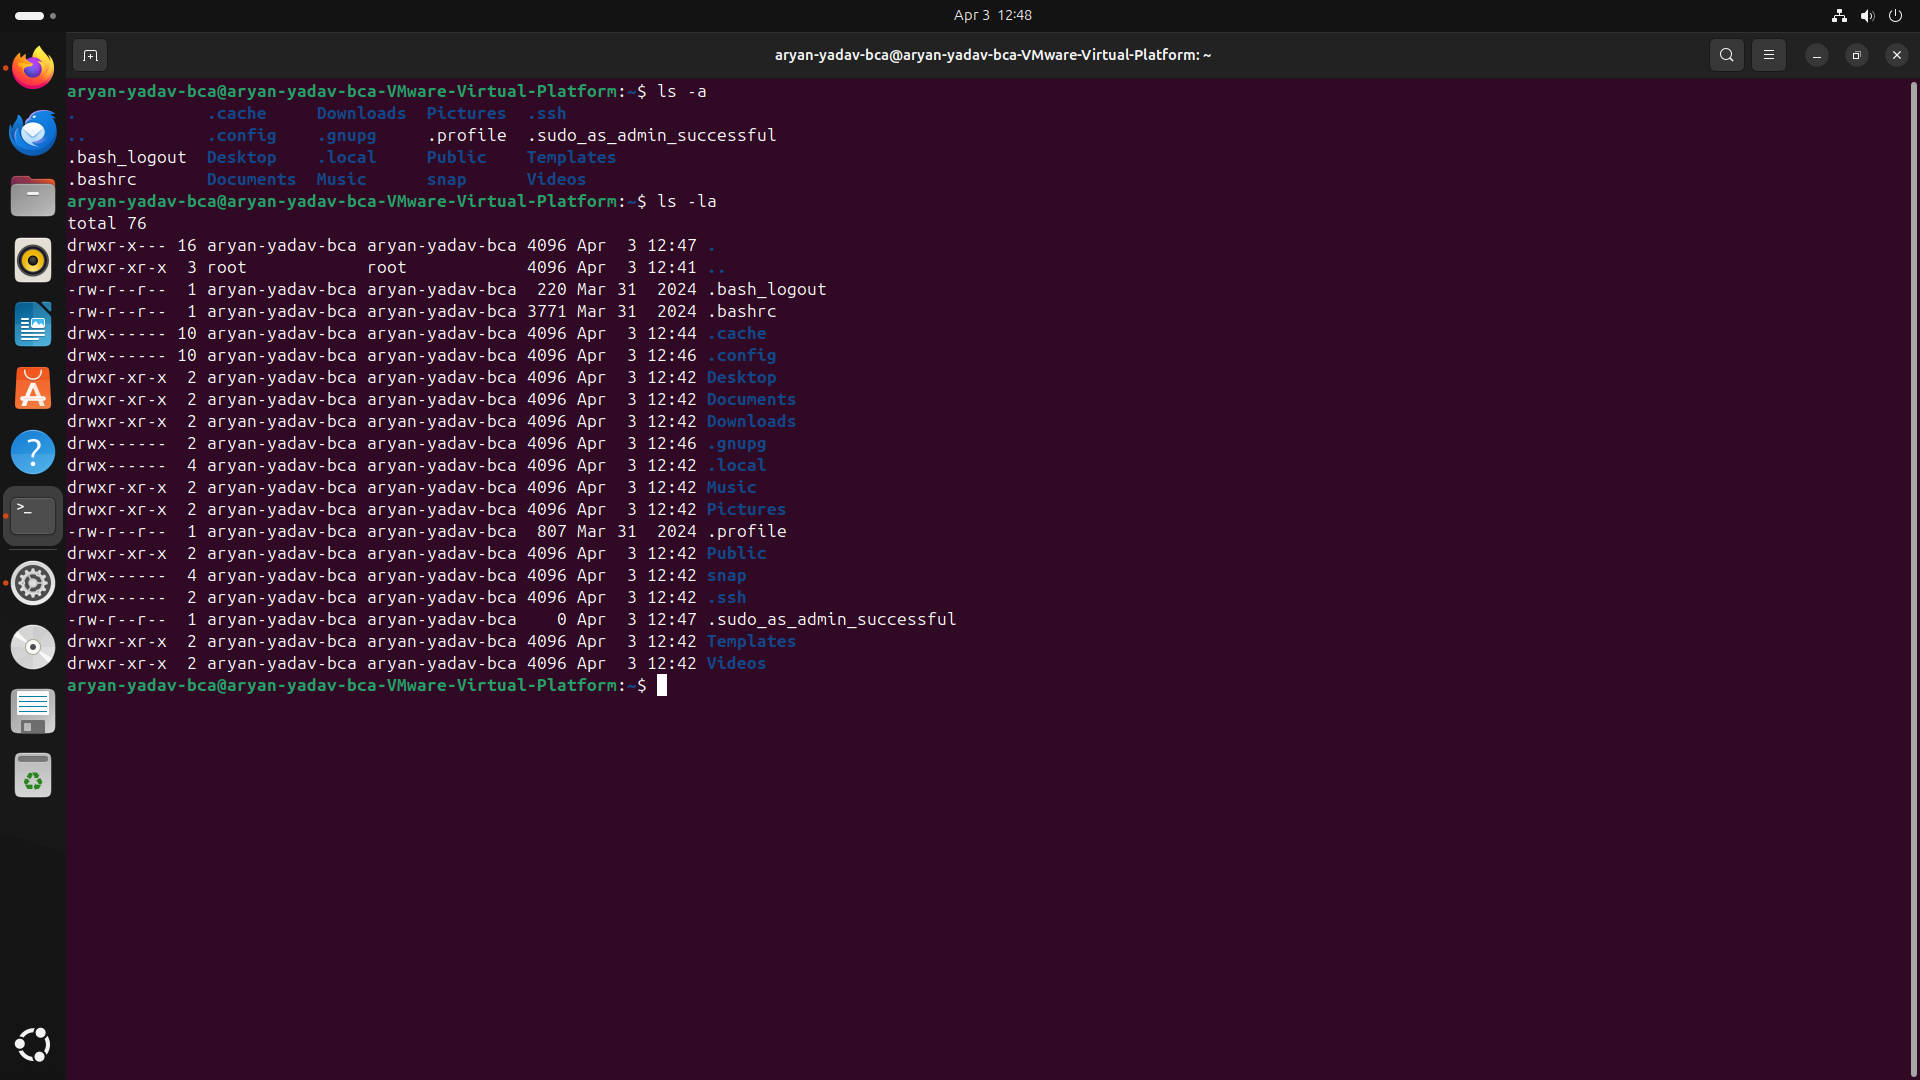 Apr 3 12:48
aryan-yadav-bca@aryan-yadav-bca-VMware-Virtual-Platform: ~
aryan-yadav-bca@aryan-yadav-bca-VMware-Virtual-Platform:~$ ls -a
.             .cache     Downloads  Pictures  .ssh
..            .config    .gnupg     .profile  .sudo_as_admin_successful
.bash_logout  Desktop    .local     Public    Templates
.bashrc       Documents  Music      snap      Videos
aryan-yadav-bca@aryan-yadav-bca-VMware-Virtual-Platform:~$ ls -la
total 76
drwxr-x--- 16 aryan-yadav-bca aryan-yadav-bca 4096 Apr  3 12:47 .
drwxr-xr-x  3 root            root            4096 Apr  3 12:41 ..
-rw-r--r--  1 aryan-yadav-bca aryan-yadav-bca  220 Mar 31  2024 .bash_logout
-rw-r--r--  1 aryan-yadav-bca aryan-yadav-bca 3771 Mar 31  2024 .bashrc
drwx------ 10 aryan-yadav-bca aryan-yadav-bca 4096 Apr  3 12:44 .cache
drwx------ 10 aryan-yadav-bca aryan-yadav-bca 4096 Apr  3 12:46 .config
drwxr-xr-x  2 aryan-yadav-bca aryan-yadav-bca 4096 Apr  3 12:42 Desktop
drwxr-xr-x  2 aryan-yadav-bca aryan-yadav-bca 4096 Apr  3 12:42 Documents
drwxr-xr-x  2 aryan-yadav-bca aryan-yadav-bca 4096 Apr  3 12:42 Downloads
drwx------  2 aryan-yadav-bca aryan-yadav-bca 4096 Apr  3 12:46 .gnupg
drwx------  4 aryan-yadav-bca aryan-yadav-bca 4096 Apr  3 12:42 .local
drwxr-xr-x  2 aryan-yadav-bca aryan-yadav-bca 4096 Apr  3 12:42 Music
drwxr-xr-x  2 aryan-yadav-bca aryan-yadav-bca 4096 Apr  3 12:42 Pictures
-rw-r--r--  1 aryan-yadav-bca aryan-yadav-bca  807 Mar 31  2024 .profile
drwxr-xr-x  2 aryan-yadav-bca aryan-yadav-bca 4096 Apr  3 12:42 Public
drwx------  4 aryan-yadav-bca aryan-yadav-bca 4096 Apr  3 12:42 snap
drwx------  2 aryan-yadav-bca aryan-yadav-bca 4096 Apr  3 12:42 .ssh
-rw-r--r--  1 aryan-yadav-bca aryan-yadav-bca    0 Apr  3 12:47 .sudo_as_admin_successful
drwxr-xr-x  2 aryan-yadav-bca aryan-yadav-bca 4096 Apr  3 12:42 Templates
drwxr-xr-x  2 aryan-yadav-bca aryan-yadav-bca 4096 Apr  3 12:42 Videos
aryan-yadav-bca@aryan-yadav-bca-VMware-Virtual-Platform:~$